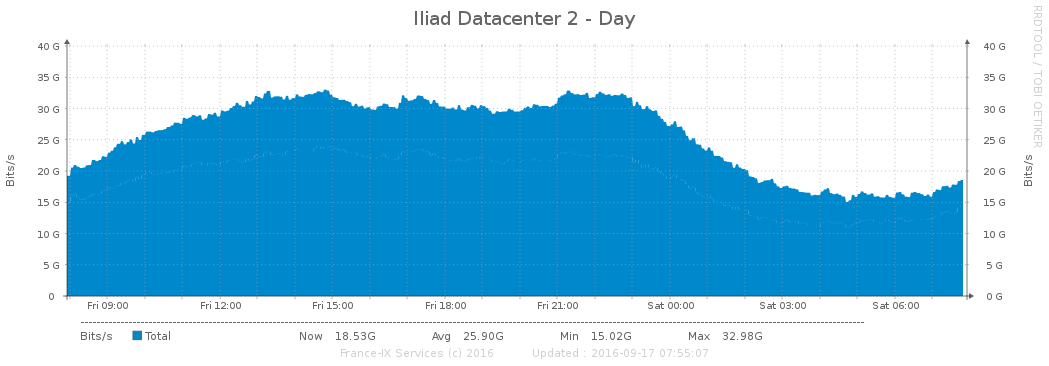 Iliad Datacenter 2 - Day
RRDTOOL / TOBI OETIKER
40 G 40 G
35 G 35 G
30 G 30 G
25 G 25 G
20 G 20 G
15 G 15 G
10 G 10 G
5 G 5 G
0 0 G
Bits/s
Bits/s
Fri 09:00 Fri 12:00 Fri 15:00 Fri 18:00 Fri 21:00 Sat 00:00 Sat 03:00 Sat 06:00
Bits/s Total Now 18.53G Avg 25.90G Min 15.02G Max 32.98G
France-IX Services (c) 2016 Updated : 2016-09-17 07:55:07